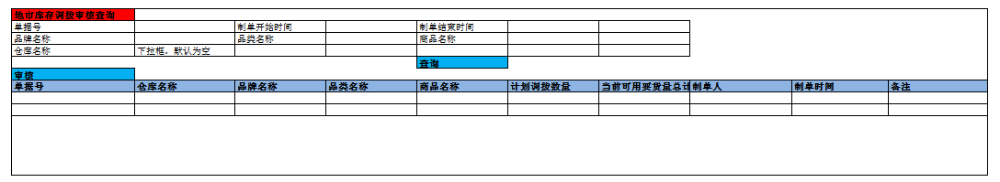 地市库存调拨审核查询
单据号 制单开始时间 制单结束时间
品牌名称 品类名称 商品名称
仓库名称 下拉框，默认为空
查询
审核
单据号 仓库名称 品牌名称 品类名称 商品名称 计划调拨数量 当前可用要货量总计 制单人 制单时间 备注